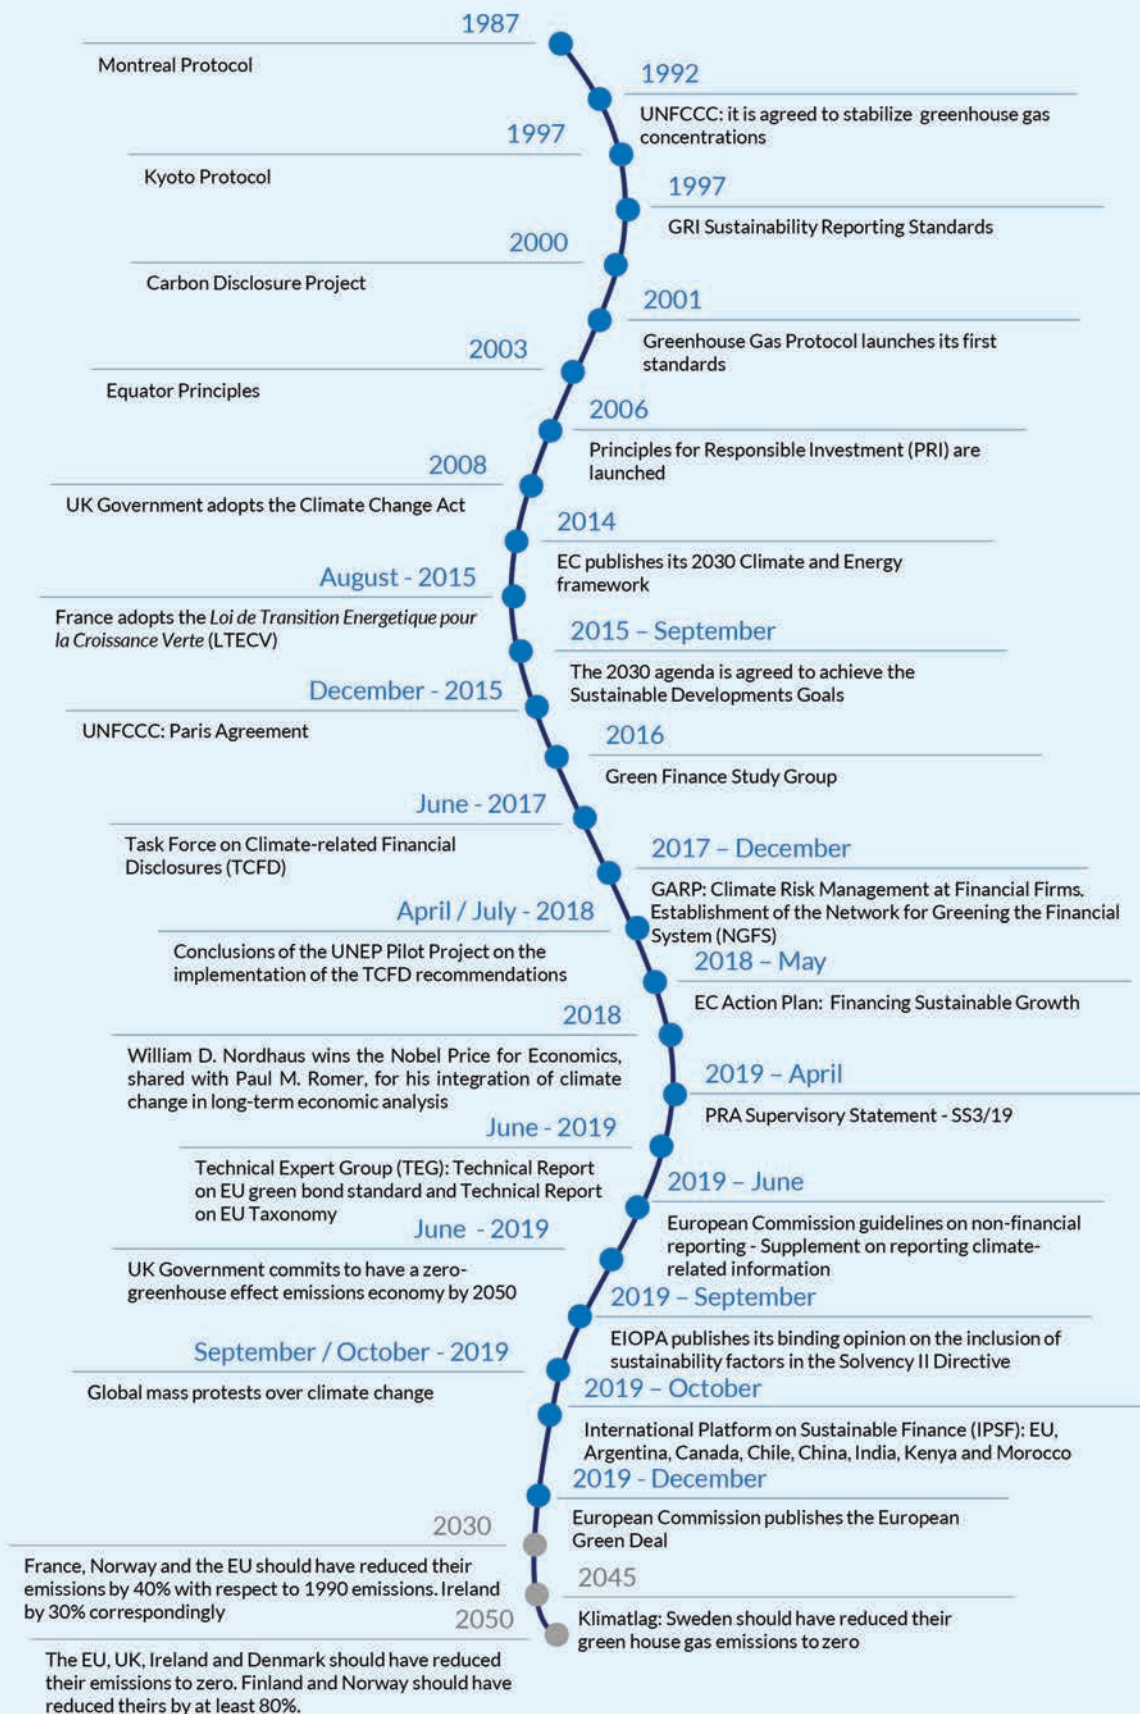 1987
Montreal Protocol
1992
UNFCCC: it is agreed to stabilize greenhouse gas
concentrations
1997
Kyoto Protocol
1997
GRI Sustainability Reporting Standards
2000
Carbon Disclosure Project
2001
Greenhouse Gas Protocol launches its first
standards
2003
Equator Principles
2006
Principles for Responsible Investment (PRI) are
launched
2008
UK Government adopts the Climate Change Act
2014
EC publishes its 2030 Climate and Energy
framework
August - 2015
France adopts the Loi de Transition Energetique pour
la Croissance Verte (LTECV)
2015 – September
The 2030 agenda is agreed to achieve the
Sustainable Developments Goals
December - 2015
UNFCCC: Paris Agreement
2016
Green Finance Study Group
June - 2017
Task Force on Climate-related Financial
Disclosures (TCFD)
2017 – December
GARP: Climate Risk Management at Financial Firms.
Establishment of the Network for Greening the Financial
System (NGFS)
April / July - 2018
Conclusions of the UNEP Pilot Project on the
implementation of the TCFD recommendations
2018 – May
EC Action Plan: Financing Sustainable Growth
2018
William D. Nordhaus wins the Nobel Price for Economics,
shared with Paul M. Romer, for his integration of climate
change in long-term economic analysis
2019 – April
PRA Supervisory Statement - SS3/19
June - 2019
Technical Expert Group (TEG): Technical Report
on EU green bond standard and Technical Report
on EU Taxonomy
2019 – June
European Commission guidelines on non-financial
reporting - Supplement on reporting climate-
related information
June - 2019
UK Government commits to have a zero-
greenhouse effect emissions economy by 2050
2019 – September
EIOPA publishes its binding opinion on the inclusion of
sustainability factors in the Solvency II Directive
September / October - 2019
Global mass protests over climate change
2019 – October
International Platform on Sustainable Finance (IPSF): EU,
Argentina, Canada, Chile, China, India, Kenya and Morocco
2019 - December
European Commission publishes the European
Green Deal
2030
France, Norway and the EU should have reduced their
emissions by 40% with respect to 1990 emissions. Ireland
by 30% correspondingly
2045
Klimatlag: Sweden should have reduced their
green house gas emissions to zero
2050
The EU, UK, Ireland and Denmark should have reduced
their emissions to zero. Finland and Norway should have
reduced theirs by at least 80%.